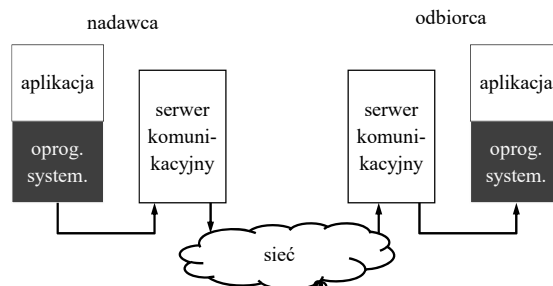 nadawca
odbiorca
aplikacja
oprog.
system.
serwer
komuni-
kacyjny
serwer
komuni-
kacyjny
aplikacja
oprog.
system.
sieć